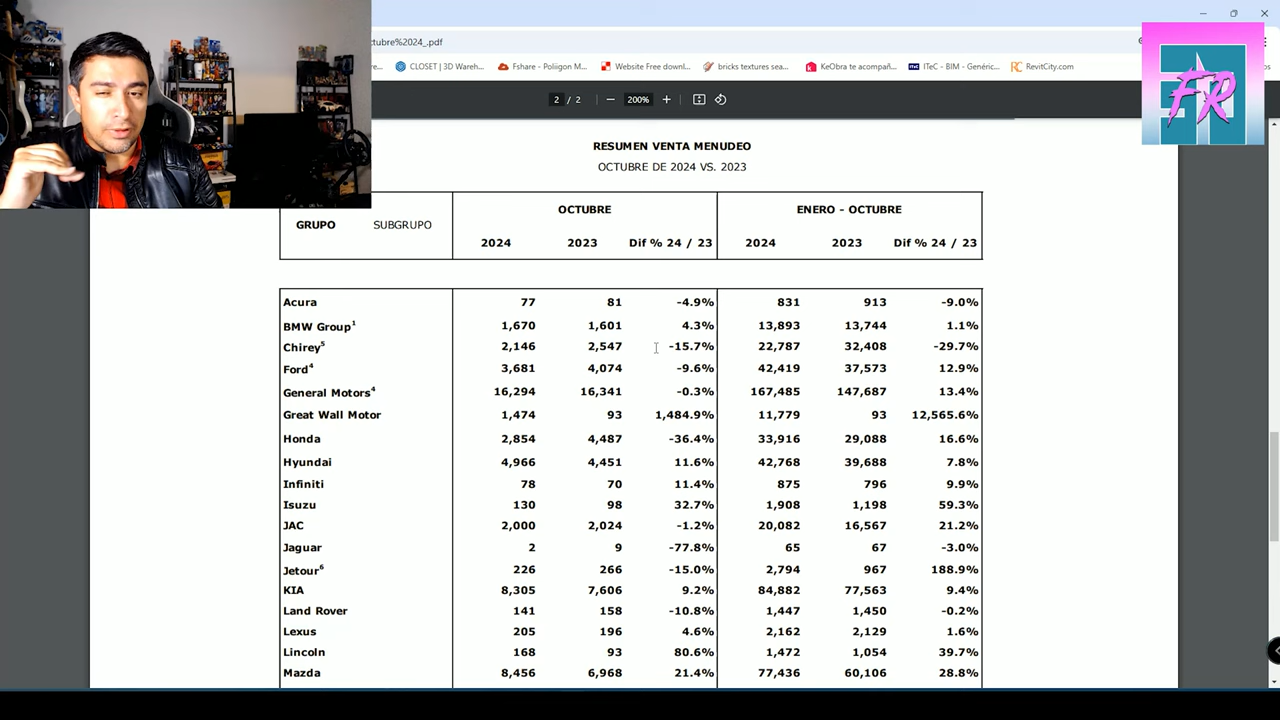 ctubre%2024_.pdf
CLOSET | 3D Wareh...
Fshare - Poliigon M...
Website Free downl...
bricks textures sea...
KeObra te acompañ...
ITeC - BIM - Genéric...
RevitCity.com
2 / 2
200%
FR
RESUMEN VENTA MENUDEO
OCTUBRE DE 2024 VS. 2023
OCTUBRE ENERO - OCTUBRE
GRUPO SUBGRUPO
2024 2023 Dif % 24 / 23 2024 2023 Dif % 24 / 23
Acura 77 81 -4.9% 831 913 -9.0%
BMW Group¹ 1,670 1,601 4.3% 13,893 13,744 1.1%
Chirey⁵ 2,146 2,547 -15.7% 22,787 32,408 -29.7%
Ford⁴ 3,681 4,074 -9.6% 42,419 37,573 12.9%
General Motors⁴ 16,294 16,341 -0.3% 167,485 147,687 13.4%
Great Wall Motor 1,474 93 1,484.9% 11,779 93 12,565.6%
Honda 2,854 4,487 -36.4% 33,916 29,088 16.6%
Hyundai 4,966 4,451 11.6% 42,768 39,688 7.8%
Infiniti 78 70 11.4% 875 796 9.9%
Isuzu 130 98 32.7% 1,908 1,198 59.3%
JAC 2,000 2,024 -1.2% 20,082 16,567 21.2%
Jaguar 2 9 -77.8% 65 67 -3.0%
Jetour⁶ 226 266 -15.0% 2,794 967 188.9%
KIA 8,305 7,606 9.2% 84,882 77,563 9.4%
Land Rover 141 158 -10.8% 1,447 1,450 -0.2%
Lexus 205 196 4.6% 2,162 2,129 1.6%
Lincoln 168 93 80.6% 1,472 1,054 39.7%
Mazda 8,456 6,968 21.4% 77,436 60,106 28.8%